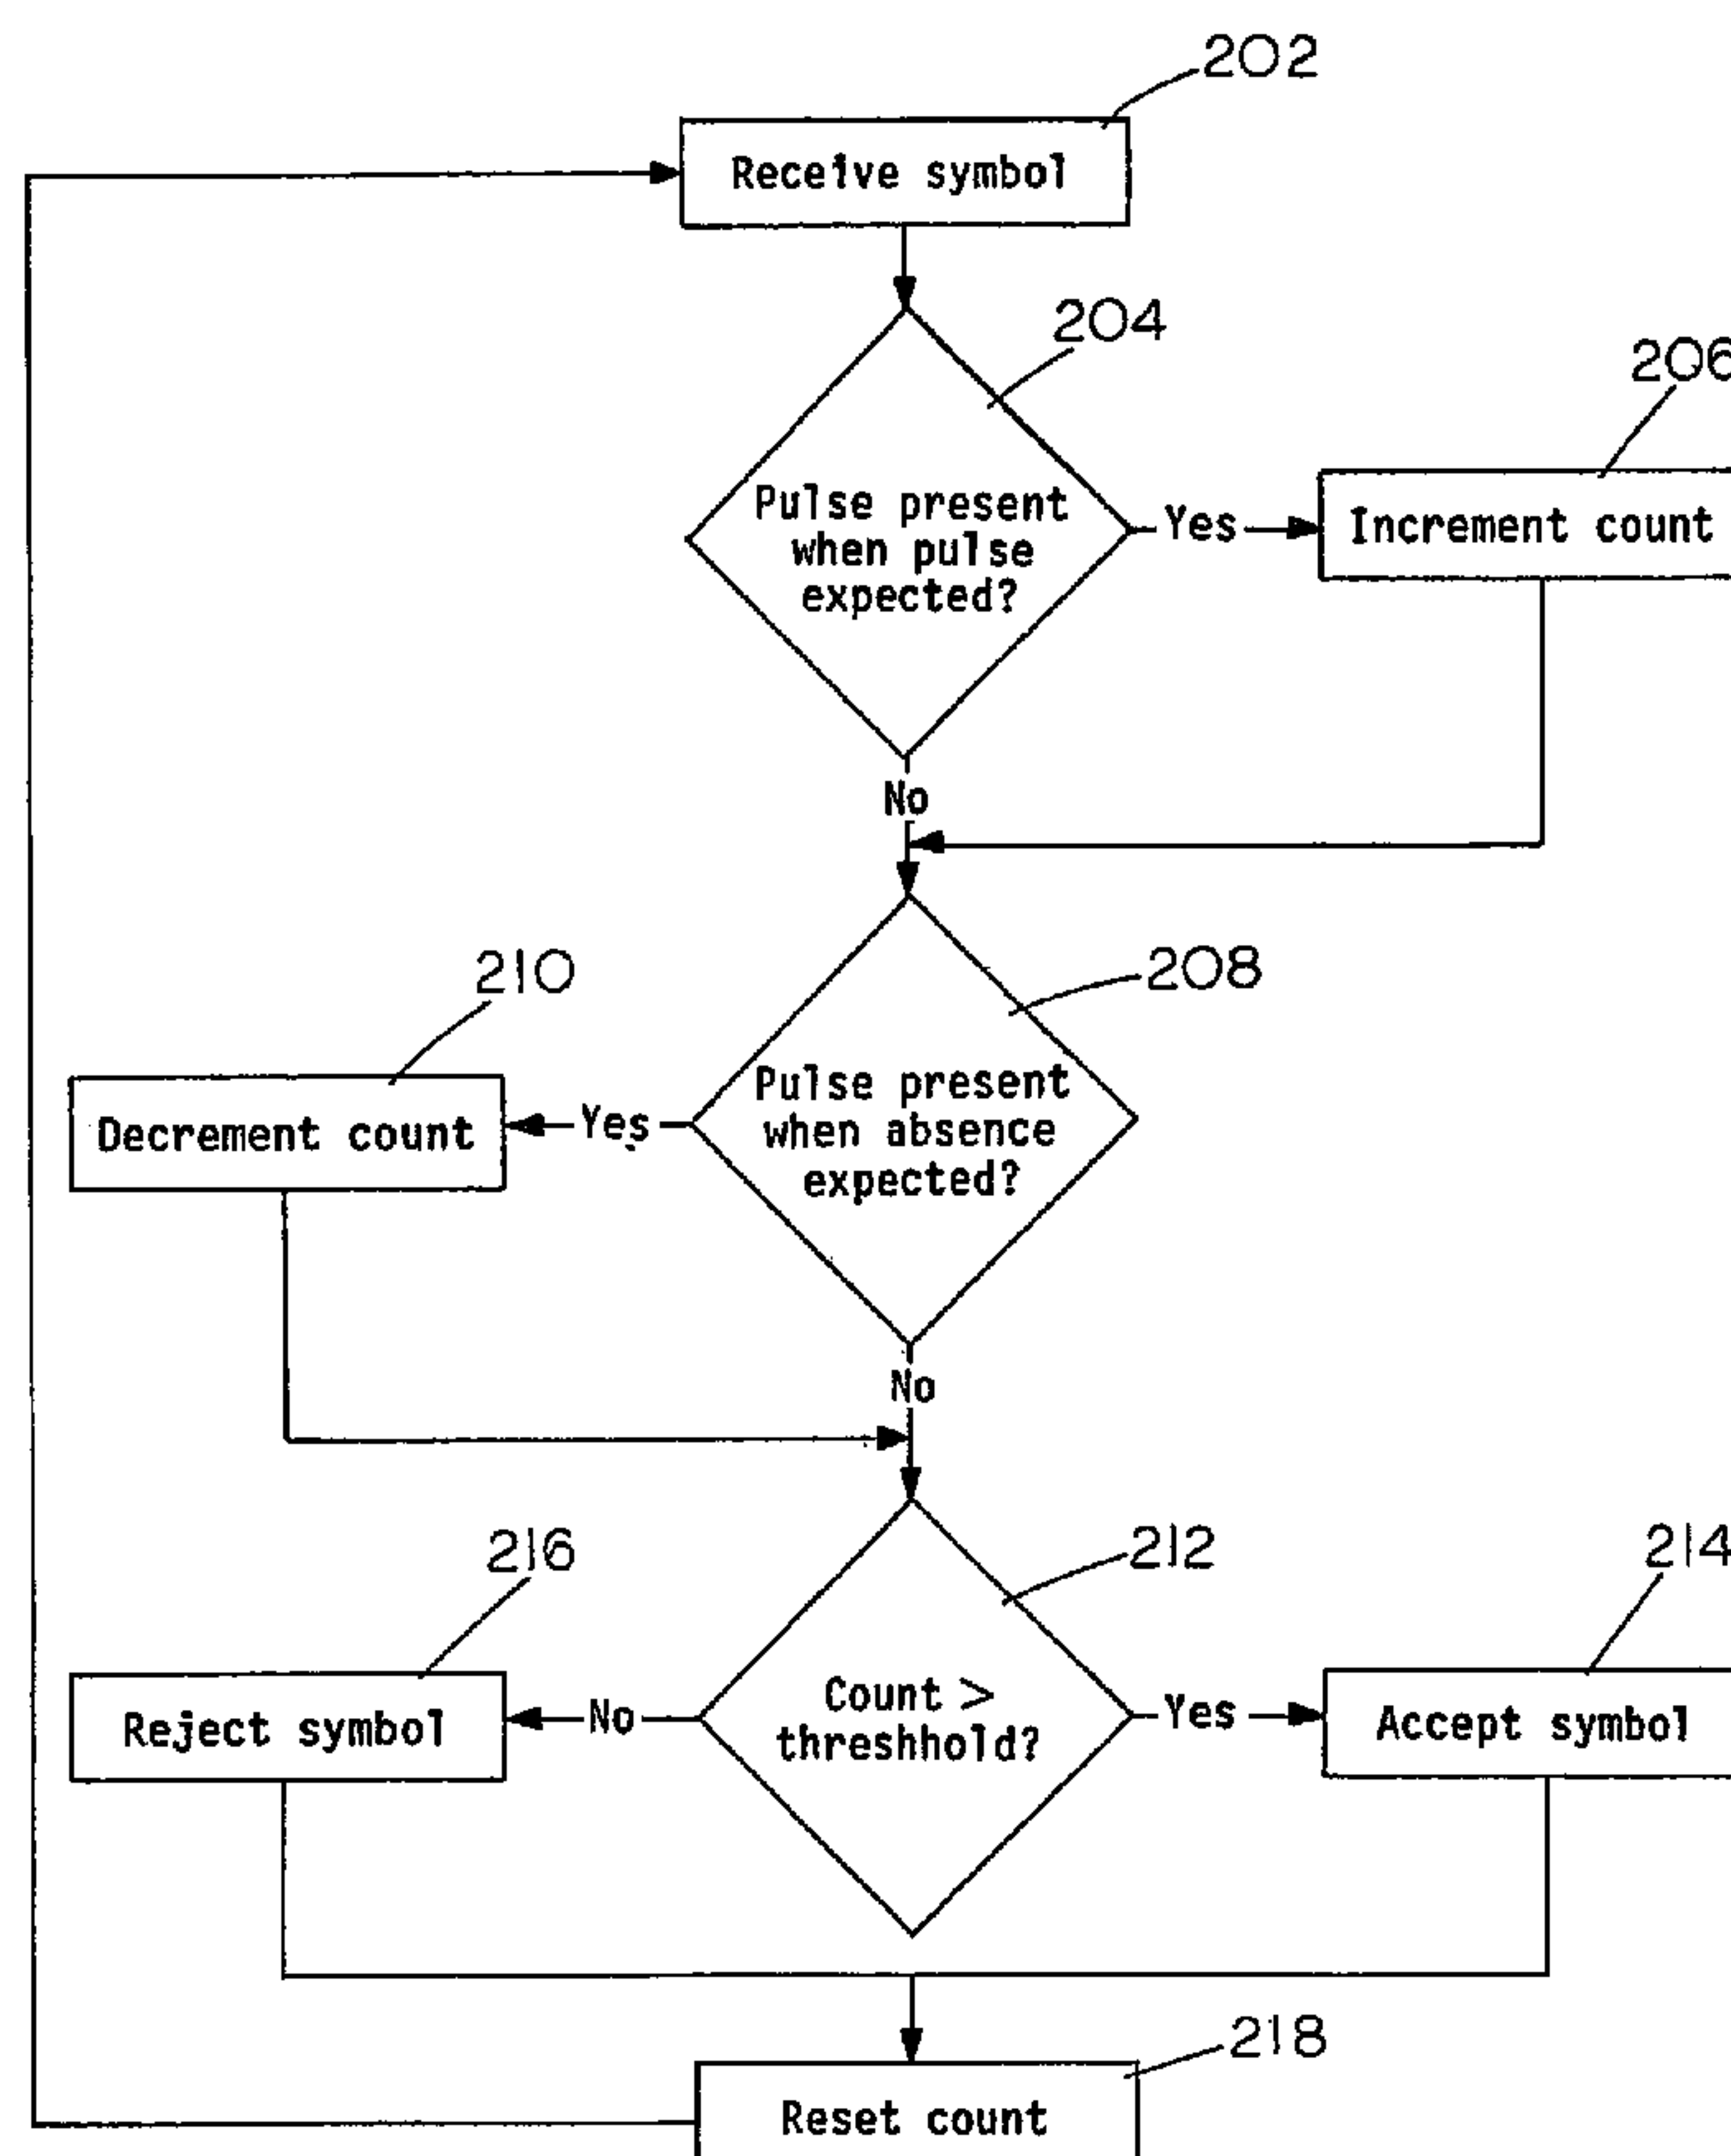 202
Receive symbol
204
206
Pulse present
when pulse
expected?
Yes
Increment count
No
210
208
Decrement count
Yes
Pulse present
when absence
expected?
No
216
212
214
Reject symbol
No
Count >
threshhold?
Yes
Accept symbol
218
Reset count